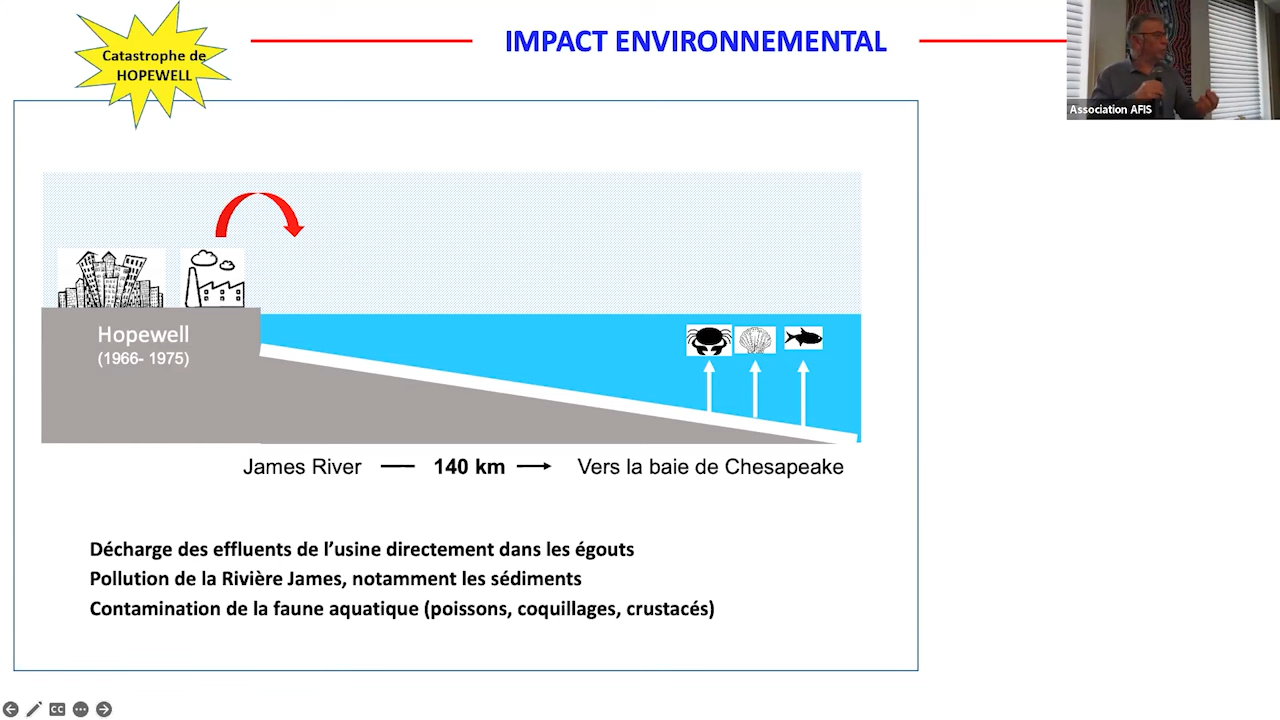 Catastrophe de
HOPEWELL
IMPACT ENVIRONNEMENTAL
Association AFIS
Hopewell
(1966- 1975)
James River 140 km Vers la baie de Chesapeake
Décharge des effluents de l’usine directement dans les égouts
Pollution de la Rivière James, notamment les sédiments
Contamination de la faune aquatique (poissons, coquillages, crustacés)
CC